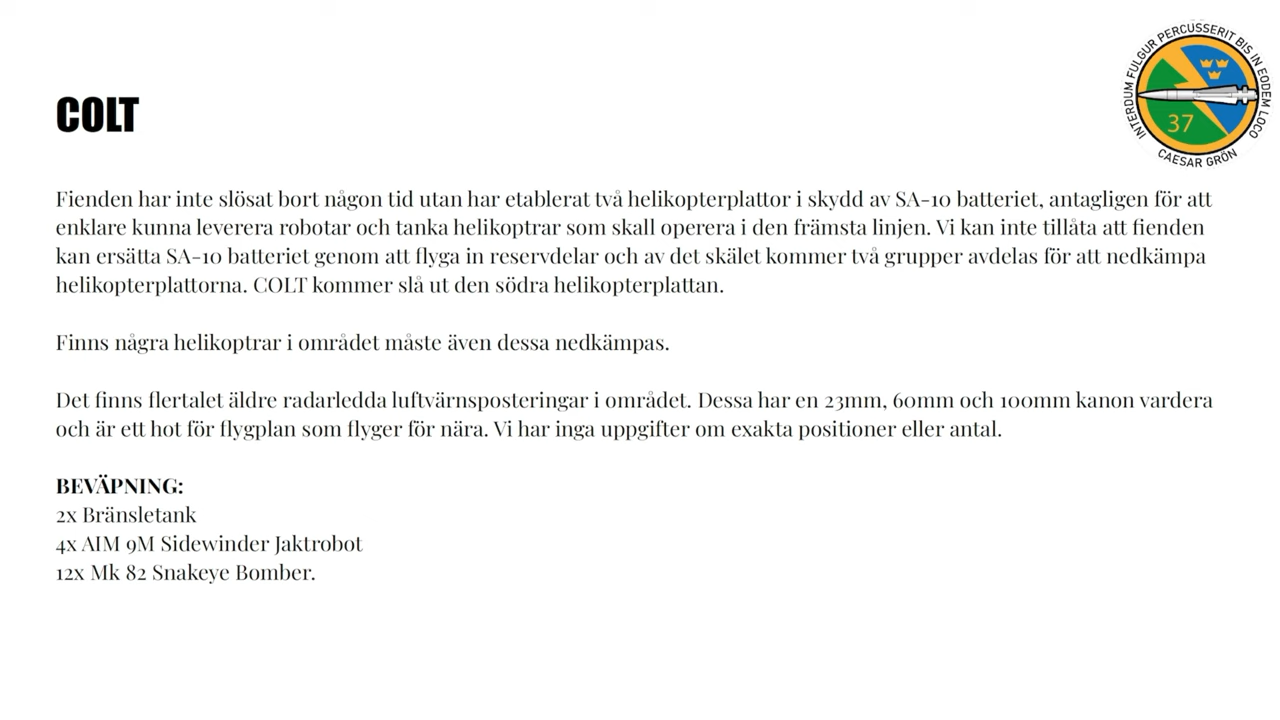 COLT
INTERDUM FULGUR PERCUSSERIT BIS IN EODEM LOCO
37
CAESAR GRÖN
Fienden har inte slösat bort någon tid utan har etablerat två helikopterplattor i skydd av SA-10 batteriet, antagligen för att
enklare kunna leverera robotar och tanka helikoptrar som skall operera i den främsta linjen. Vi kan inte tillåta att fienden
kan ersätta SA-10 batteriet genom att flyga in reservdelar och av det skälet kommer två grupper avdelas för att nedkämpa
helikopterplattorna. COLT kommer slå ut den södra helikopterplattan.
Finns några helikoptrar i området måste även dessa nedkämpas.
Det finns flertalet äldre radarledda luftvärnsposteringar i området. Dessa har en 23mm, 60mm och 100mm kanon vardera
och är ett hot för flygplan som flyger för nära. Vi har inga uppgifter om exakta positioner eller antal.
BEVÄPNING:
2x Bränsletank
4x AIM 9M Sidewinder Jaktrobot
12x Mk 82 Snakeye Bomber.